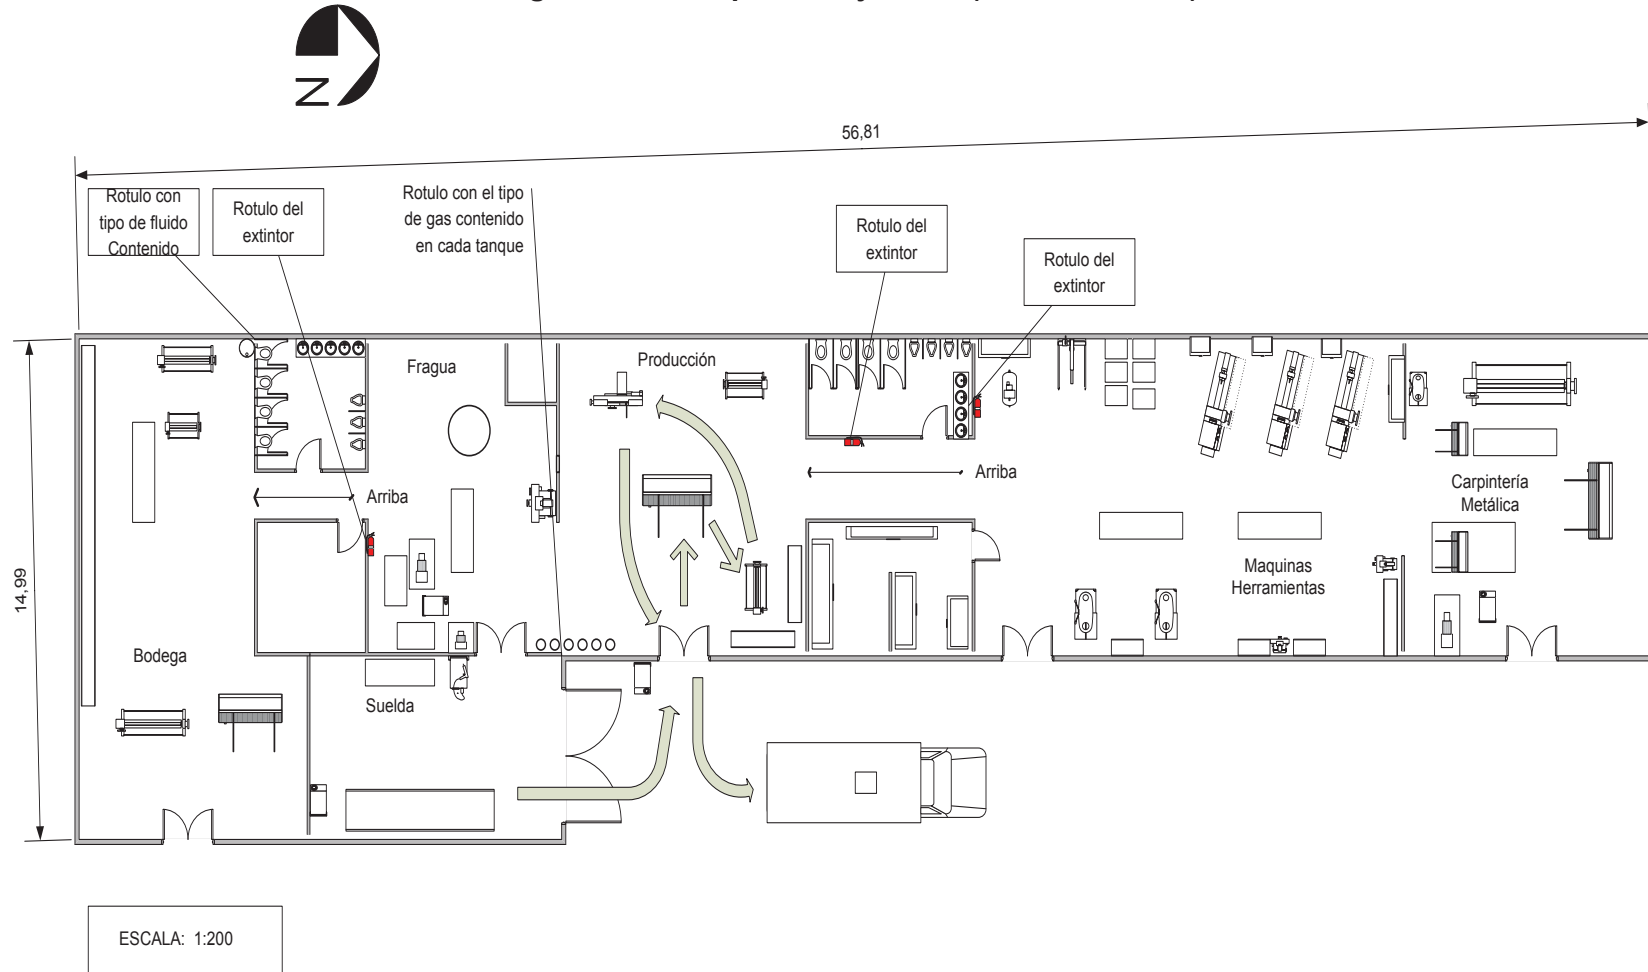 N
56,81
Rotulo con
tipo de fluido
Contenido
Rotulo del
extintor
Rotulo con el tipo
de gas contenido
en cada tanque
Rotulo del
extintor
Rotulo del
extintor
Fragua
Producción
Arriba
Arriba
Carpintería
Metálica
Maquinas
Herramientas
14,99
Bodega
Suelda
ESCALA: 1:200